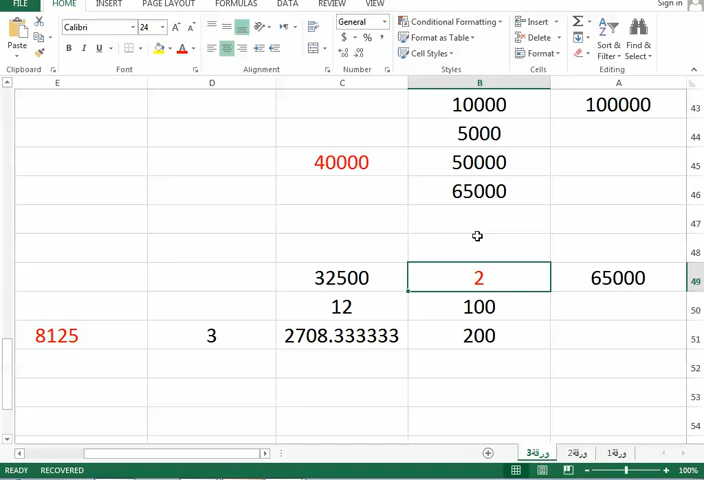 Sign in
FILE HOME INSERT PAGE LAYOUT FORMULAS DATA REVIEW VIEW
Paste
Clipboard
Calibri 24
B I U
Font
Alignment
General
$ % ,
Number
Conditional Formatting
Format as Table
Cell Styles
Styles
Insert
Delete
Format
Cells
Sort & Filter
Find & Select
Editing
E D C B A
10000 100000 43
5000
40000 50000 45
65000 46
47
48
32500 2 65000 49
12 100 50
8125 3 2708.333333 200 51
52
53
54
ورقة3 ورقة2 ورقة1
READY RECOVERED 100%